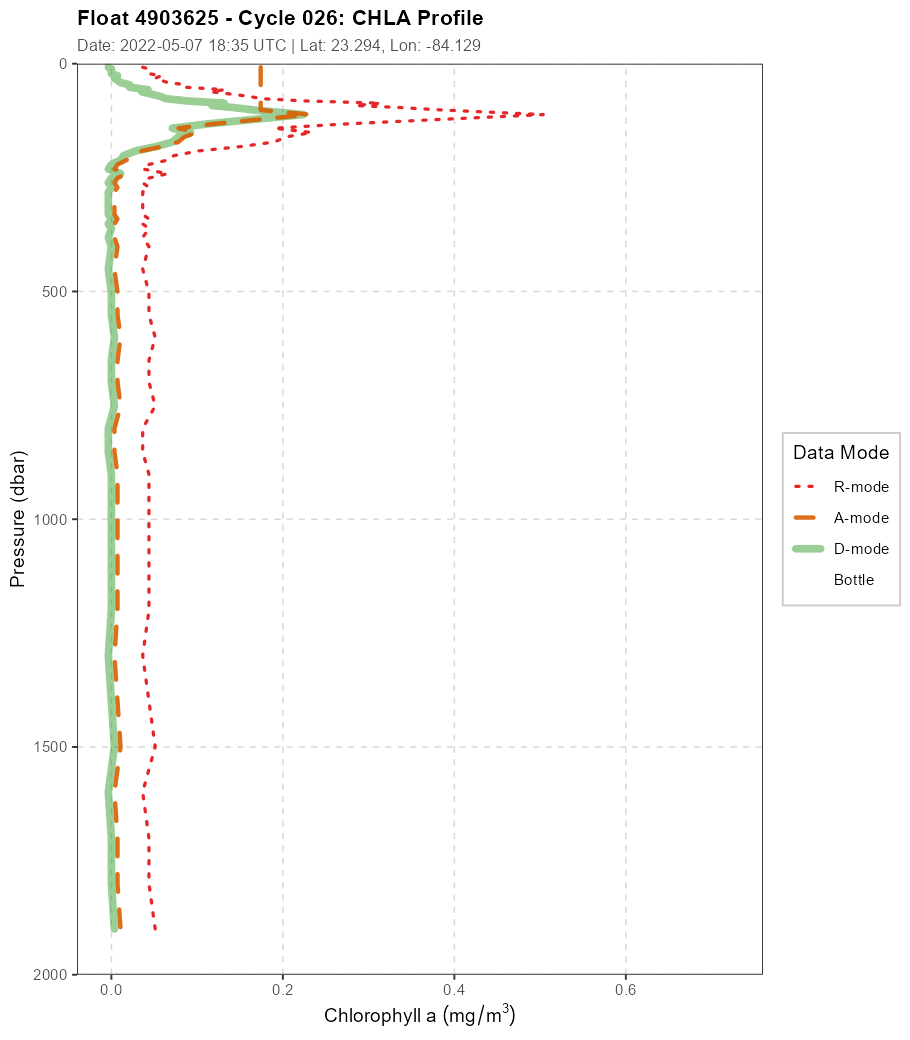 Float 4903625 - Cycle 026: CHLA Profile
Date: 2022-05-07 18:35 UTC | Lat: 23.294, Lon: -84.129
0
500
1000
1500
2000
Pressure (dbar)
0.0 0.2 0.4 0.6
Chlorophyll a (mg/m³)
Data Mode
R-mode
A-mode
D-mode
Bottle